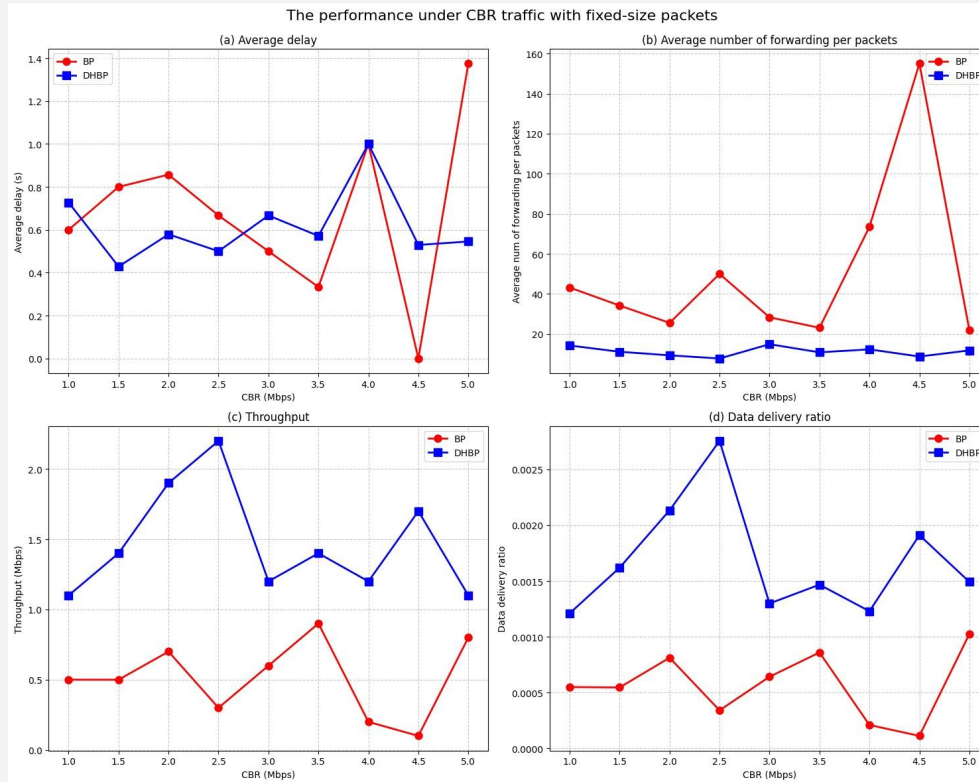 The performance under CBR traffic with fixed-size packets
(a) Average delay
BP
DHBP
Average delay (s)
1.4
1.2
1.0
0.8
0.6
0.4
0.2
0.0
1.0 1.5 2.0 2.5 3.0 3.5 4.0 4.5 5.0
CBR (Mbps)
(b) Average number of forwarding per packets
BP
DHBP
Average num of forwarding per packets
160
140
120
100
80
60
40
20
1.0 1.5 2.0 2.5 3.0 3.5 4.0 4.5 5.0
CBR (Mbps)
(c) Throughput
BP
DHBP
Throughput (Mbps)
2.0
1.5
1.0
0.5
0.0
1.0 1.5 2.0 2.5 3.0 3.5 4.0 4.5 5.0
CBR (Mbps)
(d) Data delivery ratio
BP
DHBP
Data delivery ratio
0.0025
0.0020
0.0015
0.0010
0.0005
0.0000
1.0 1.5 2.0 2.5 3.0 3.5 4.0 4.5 5.0
CBR (Mbps)